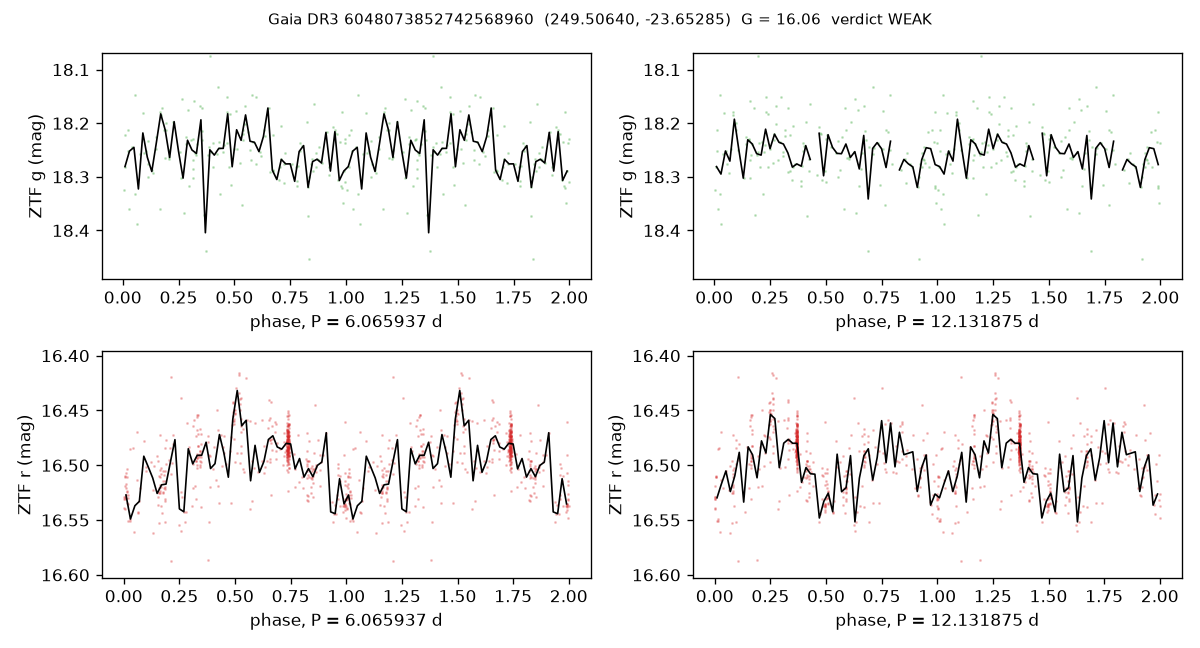 Gaia DR3 6048073852742568960 (249.50640, -23.65285) G = 16.06 verdict WEAK
ZTF g (mag)
18.1
18.2
18.3
18.4
0.00 0.25 0.50 0.75 1.00 1.25 1.50 1.75 2.00
phase, P = 6.065937 d
ZTF g (mag)
18.1
18.2
18.3
18.4
0.00 0.25 0.50 0.75 1.00 1.25 1.50 1.75 2.00
phase, P = 12.131875 d
ZTF r (mag)
16.40
16.45
16.50
16.55
16.60
0.00 0.25 0.50 0.75 1.00 1.25 1.50 1.75 2.00
phase, P = 6.065937 d
ZTF r (mag)
16.40
16.45
16.50
16.55
16.60
0.00 0.25 0.50 0.75 1.00 1.25 1.50 1.75 2.00
phase, P = 12.131875 d